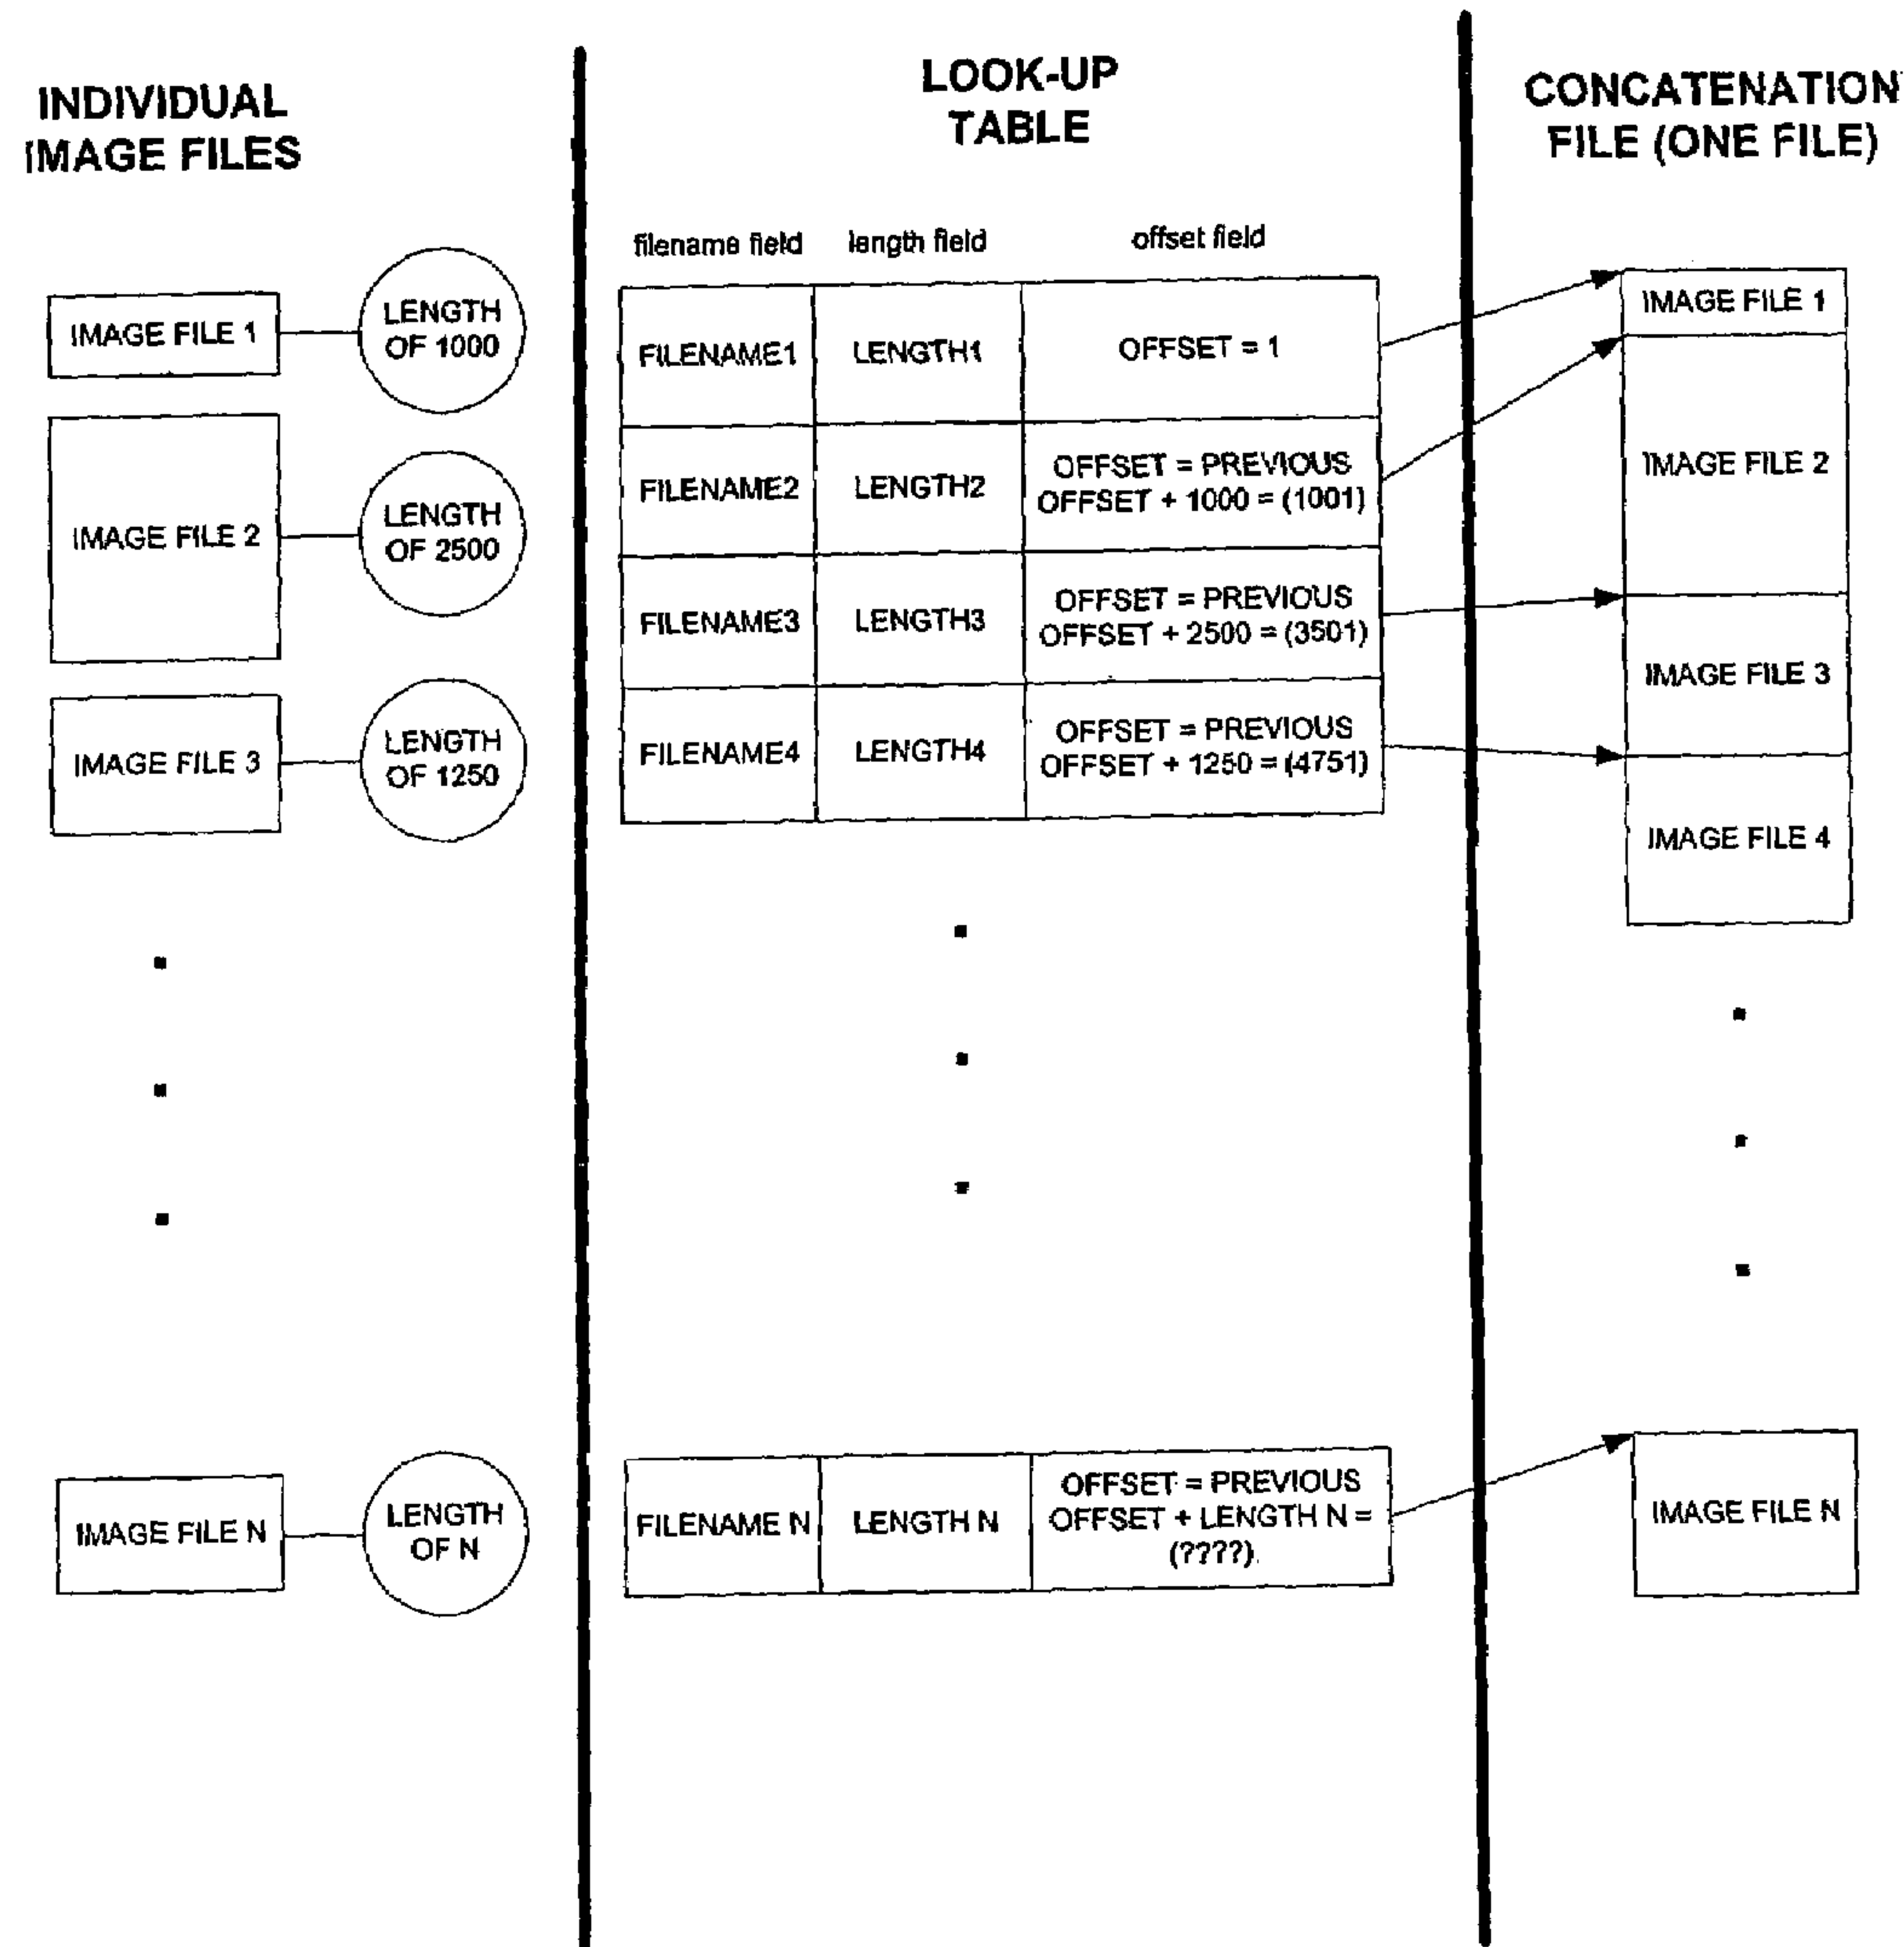 INDIVIDUAL
IMAGE FILES
LOOK-UP
TABLE
CONCATENATION
FILE (ONE FILE)
filename field
length field
offset field
IMAGE FILE 1
LENGTH
OF 1000
FILENAME1
LENGTH1
OFFSET = 1
IMAGE FILE 1
IMAGE FILE 2
LENGTH
OF 2500
FILENAME2
LENGTH2
OFFSET = PREVIOUS
OFFSET + 1000 = (1001)
IMAGE FILE 2
FILENAME3
LENGTH3
OFFSET = PREVIOUS
OFFSET + 2500 = (3501)
IMAGE FILE 3
IMAGE FILE 3
LENGTH
OF 1250
FILENAME4
LENGTH4
OFFSET = PREVIOUS
OFFSET + 1250 = (4751)
IMAGE FILE 4
IMAGE FILE N
LENGTH
OF N
FILENAME N
LENGTH N
OFFSET = PREVIOUS
OFFSET + LENGTH N =
(????)
IMAGE FILE N